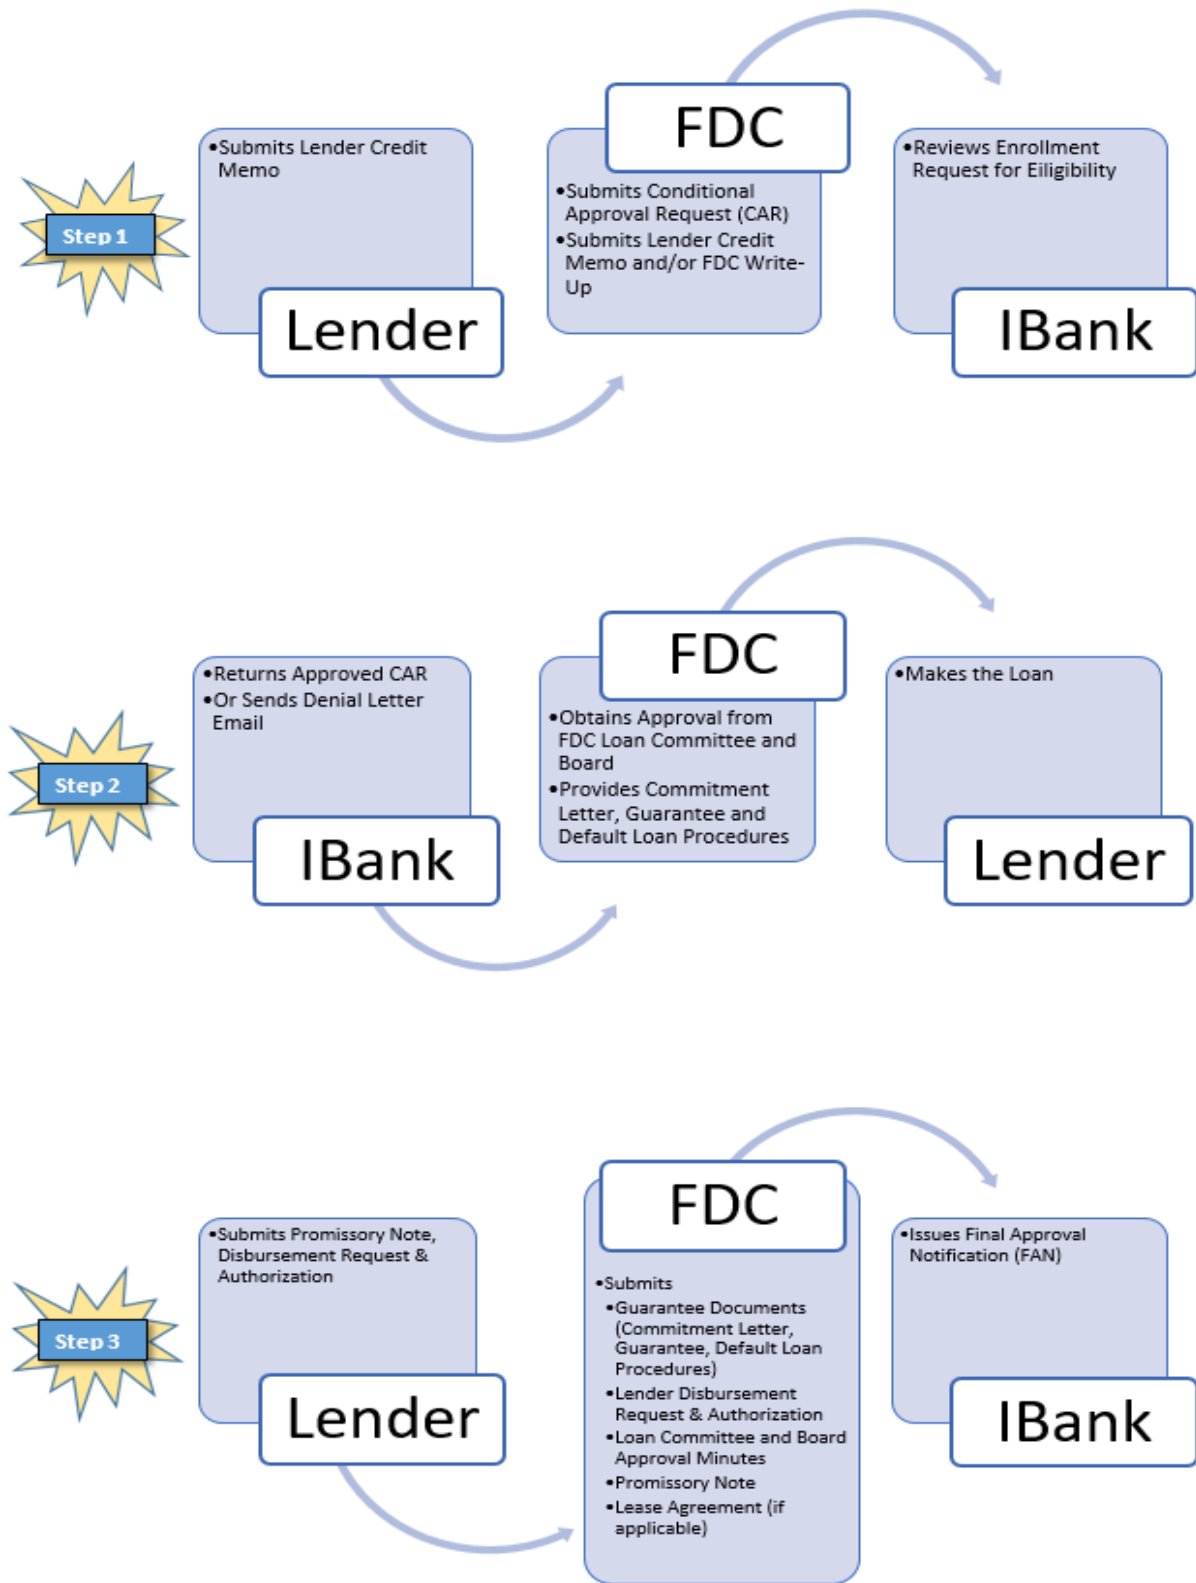 Step 1
•Submits Lender Credit
Memo
Lender
FDC
•Submits Conditional
Approval Request (CAR)
•Submits Lender Credit
Memo and/or FDC Write-
Up
•Reviews Enrollment
Request for Eiligibility
IBank
Step 2
•Returns Approved CAR
•Or Sends Denial Letter
Email
IBank
FDC
•Obtains Approval from
FDC Loan Committee and
Board
•Provides Commitment
Letter, Guarantee and
Default Loan Procedures
•Makes the Loan
Lender
Step 3
•Submits Promissory Note,
Disbursement Request &
Authorization
Lender
FDC
•Submits
•Guarantee Documents
(Commitment Letter,
Guarantee, Default Loan
Procedures)
•Lender Disbursement
Request & Authorization
•Loan Committee and Board
Approval Minutes
•Promissory Note
•Lease Agreement (if
applicable)
•Issues Final Approval
Notification (FAN)
IBank